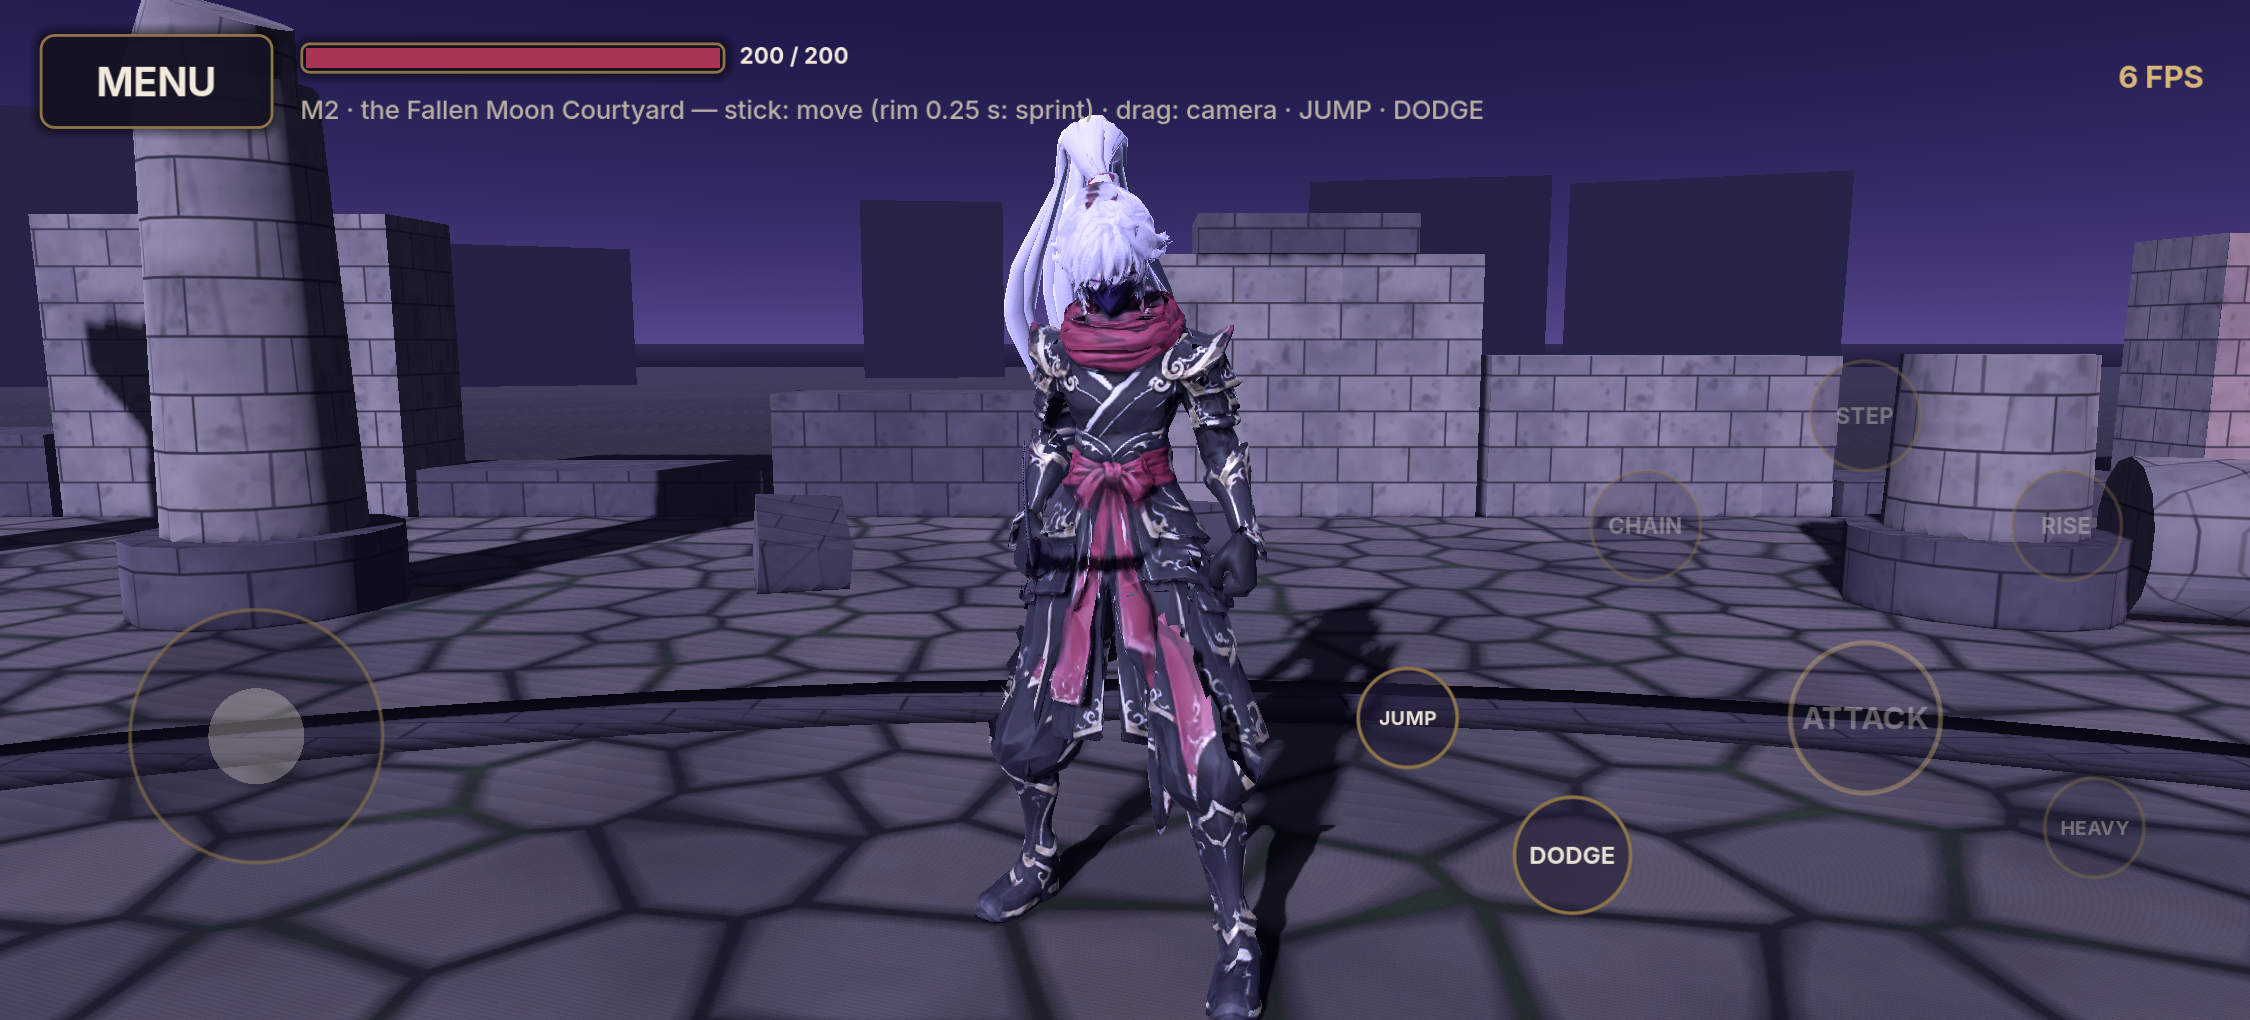 MENU
200 / 200
6 FPS
M2 · the Fallen Moon Courtyard — stick: move (rim 0.25 s: sprint) · drag: camera · JUMP · DODGE
STEP
CHAIN
RISE
JUMP
ATTACK
HEAVY
DODGE